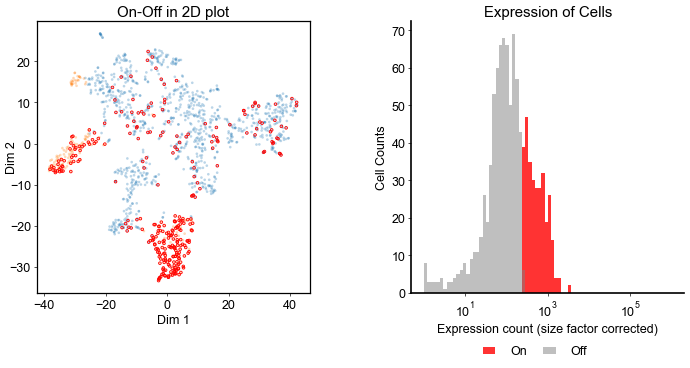 On-Off in 2D plot
20
10
0
−10
−20
−30
−40
−20
0
20
40
Dim 1
Dim 2
Expression of Cells
70
60
50
40
30
20
10
0
10^1
10^3
10^5
Cell Counts
Expression count (size factor corrected)
On
Off